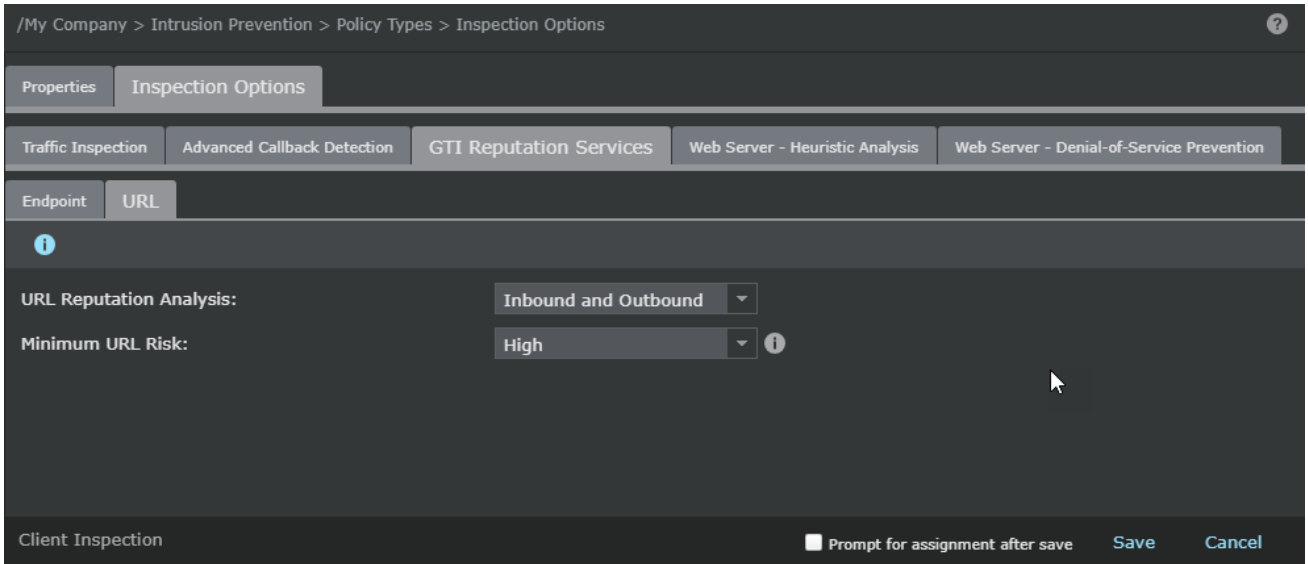 /My Company > Intrusion Prevention > Policy Types > Inspection Options
Properties Inspection Options
Traffic Inspection Advanced Callback Detection GTI Reputation Services Web Server - Heuristic Analysis Web Server - Denial-of-Service Prevention
Endpoint URL
URL Reputation Analysis: Inbound and Outbound
Minimum URL Risk: High
Client Inspection Prompt for assignment after save Save Cancel